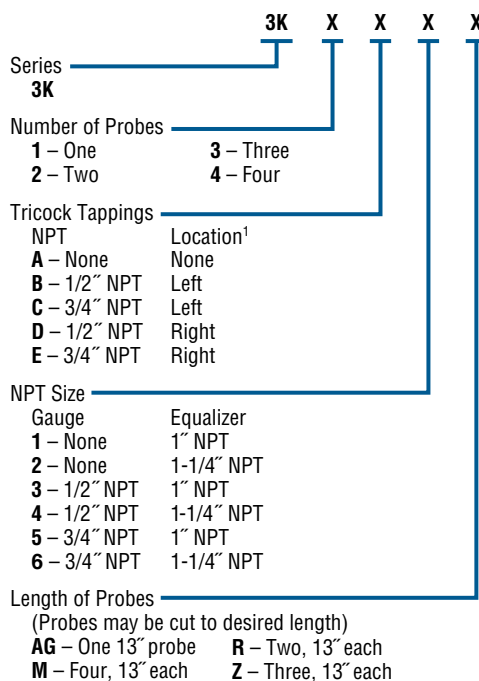 3K X X X X
Series
3K
Number of Probes
1 – One 3 – Three
2 – Two 4 – Four
Tricock Tappings
NPT Location¹
A – None None
B – 1/2˝ NPT Left
C – 3/4˝ NPT Left
D – 1/2˝ NPT Right
E – 3/4˝ NPT Right
NPT Size
Gauge Equalizer
1 – None 1˝ NPT
2 – None 1-1/4˝ NPT
3 – 1/2˝ NPT 1˝ NPT
4 – 1/2˝ NPT 1-1/4˝ NPT
5 – 3/4˝ NPT 1˝ NPT
6 – 3/4˝ NPT 1-1/4˝ NPT
Length of Probes
(Probes may be cut to desired length)
AG – One 13˝ probe R – Two, 13˝ each
M – Four, 13˝ each Z – Three, 13˝ each